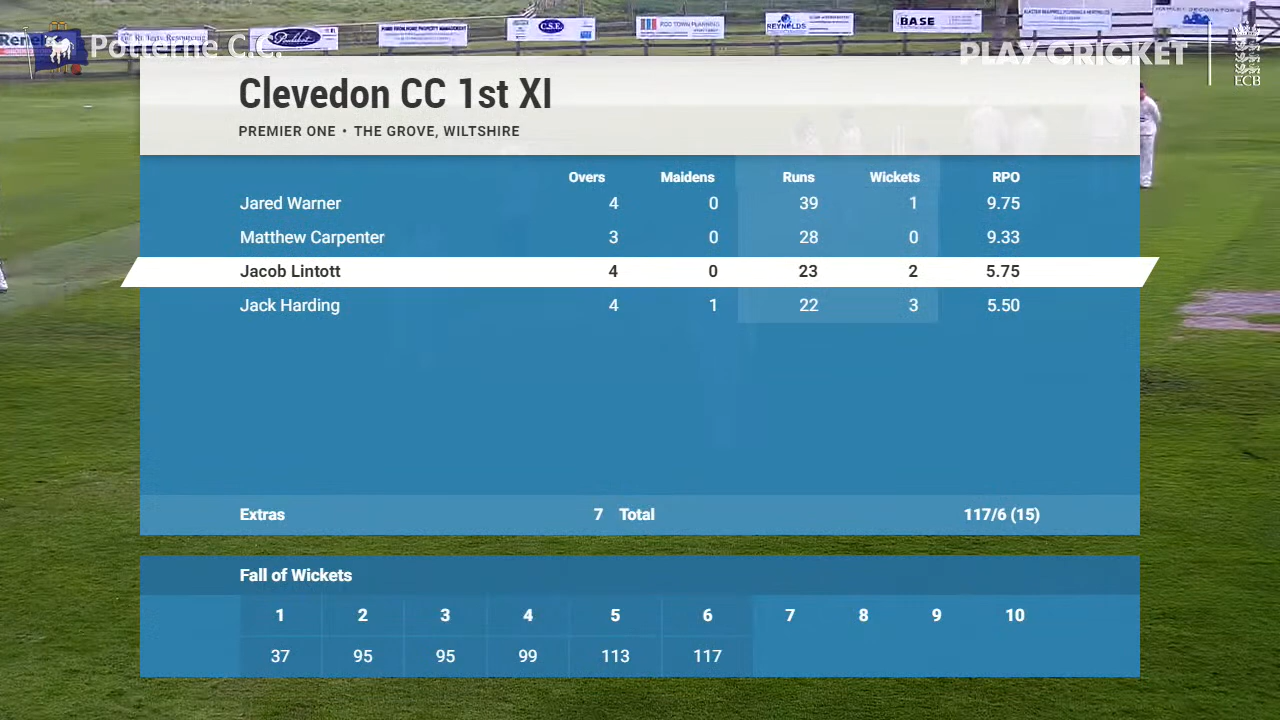 C.S.E.
POD TOWN PLANNING
REYNOLDS
BASE
Potterne C.C.
PLAY-CRICKET
ECB
Clevedon CC 1st XI
PREMIER ONE • THE GROVE, WILTSHIRE
Overs Maidens Runs Wickets RPO
Jared Warner 4 0 39 1 9.75
Matthew Carpenter 3 0 28 0 9.33
Jacob Lintott 4 0 23 2 5.75
Jack Harding 4 1 22 3 5.50
Extras 7 Total 117/6 (15)
Fall of Wickets
1 2 3 4 5 6 7 8 9 10
37 95 95 99 113 117